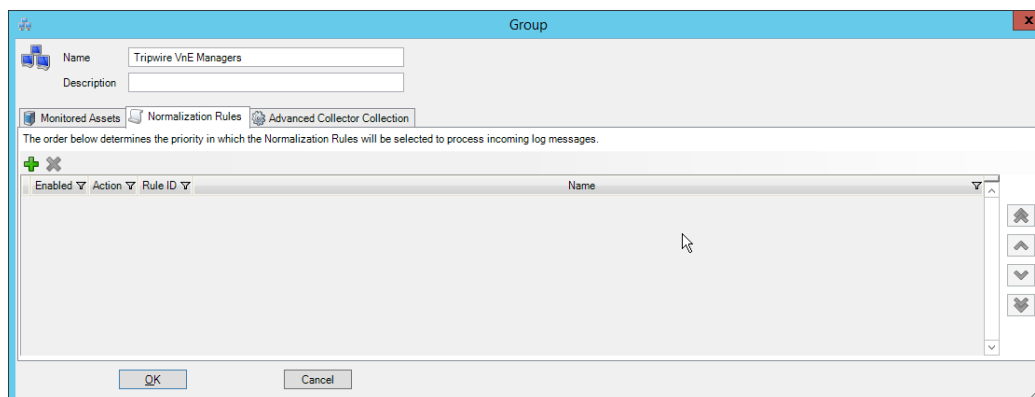 Group
x
Name Tripwire VnE Managers
Description
Monitored Assets Normalization Rules Advanced Collector Collection
The order below determines the priority in which the Normalization Rules will be selected to process incoming log messages.
Enabled Action Rule ID Name
OK Cancel